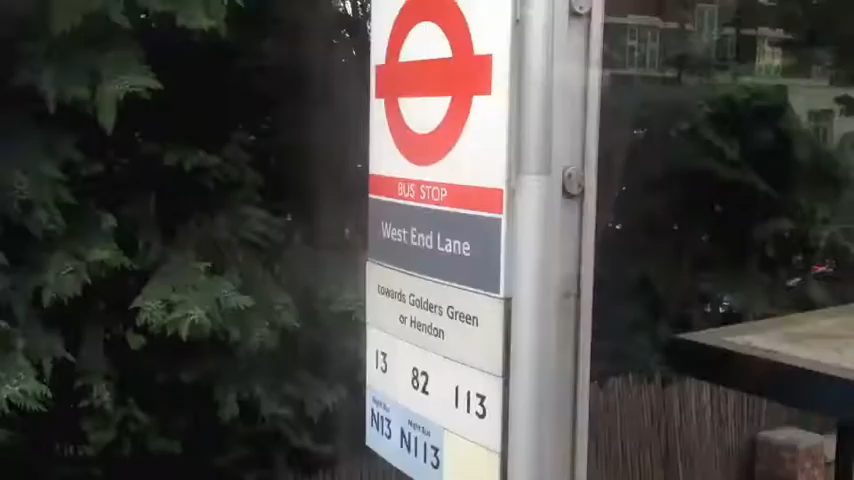 BUS STOP
West End Lane
towards Golders Green
or Hendon
13 82 113
Night Bus Night Bus
N13 N113